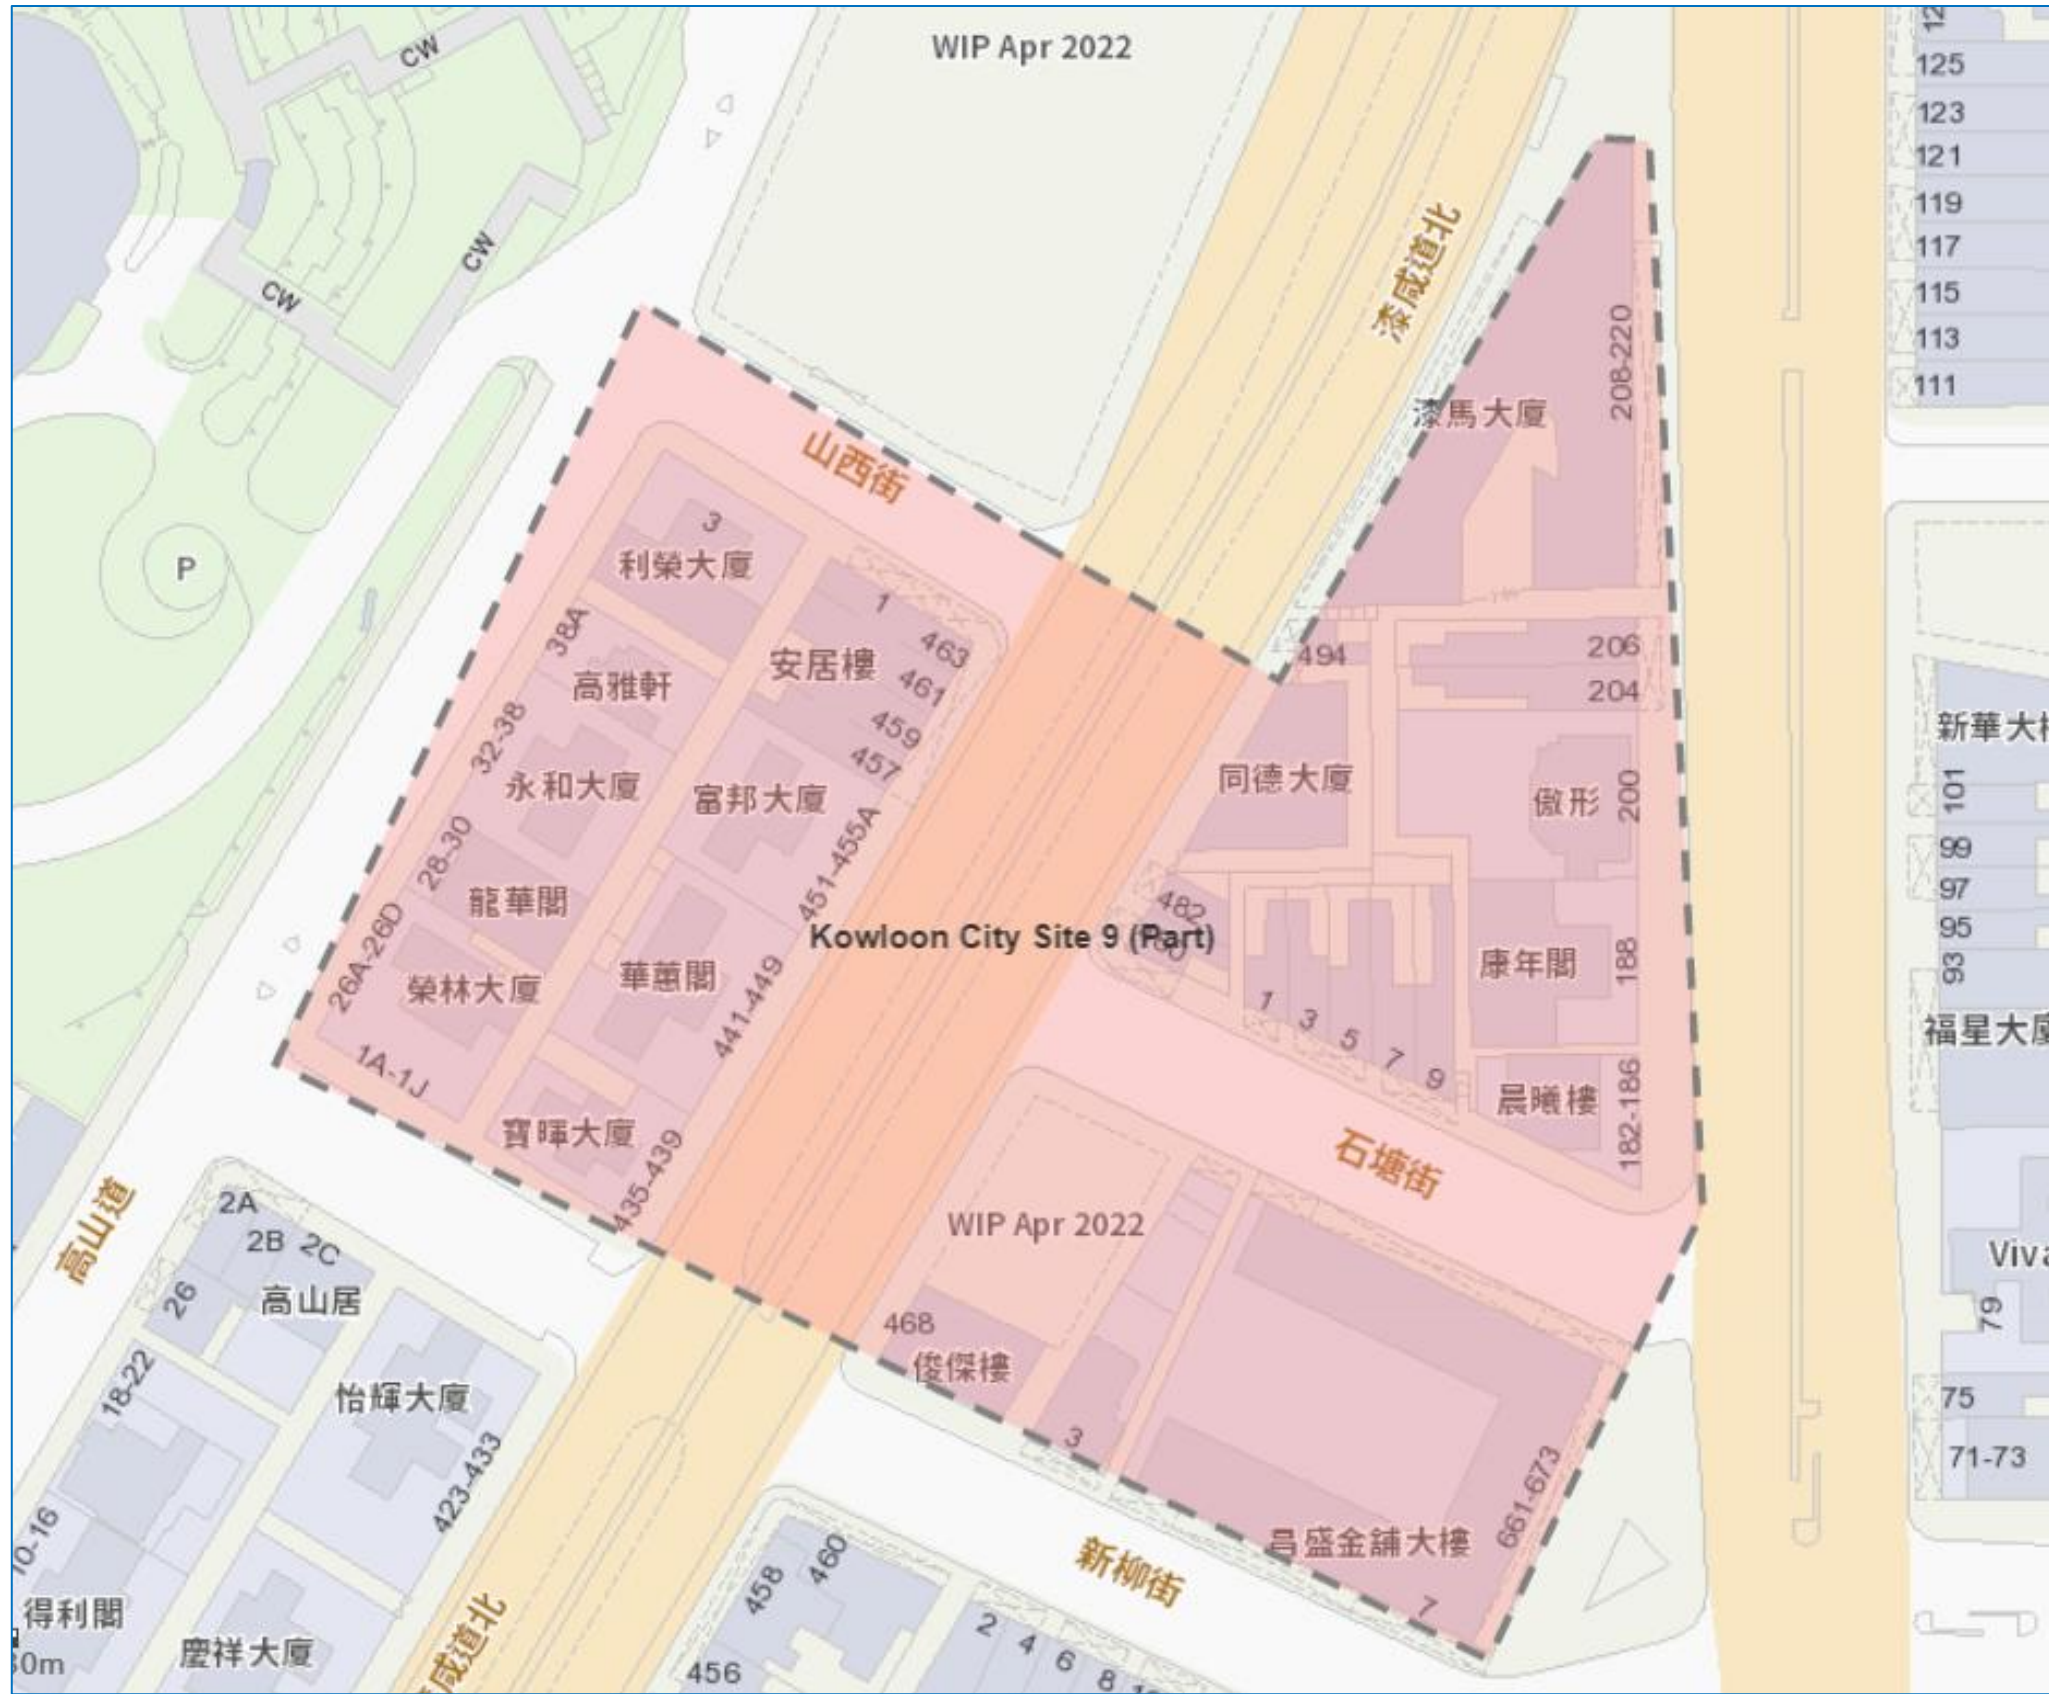 WIP Apr 2022
CW
CW
CW
P
125
123
121
119
117
115
113
111
漆咸道北
208-220
漆馬大廈
山西街
3
利榮大廈
1
463
461
459
457
安居樓
38A
高雅軒
32-38
永和大廈
富邦大廈
451-455A
28-30
龍華閣
26A-26D
榮林大廈
華蕙閣
441-449
1A-1J
寶暉大廈
435-439
494
206
204
同德大廈
傲形
200
482
Kowloon City Site 9 (Part)
康年閣
188
1
3
5
7
9
晨曦樓
182-186
石塘街
WIP Apr 2022
468
俊傑樓
3
661-673
昌盛金舖大樓
7
新柳街
高山道
2A
2B
2C
26
高山居
18-22
怡輝大廈
423-433
10-16
得利閣
慶祥大廈
咸道北
458
460
456
2
4
6
8
新華大
101
99
97
95
93
福星大廈
Viva
79
75
71-73